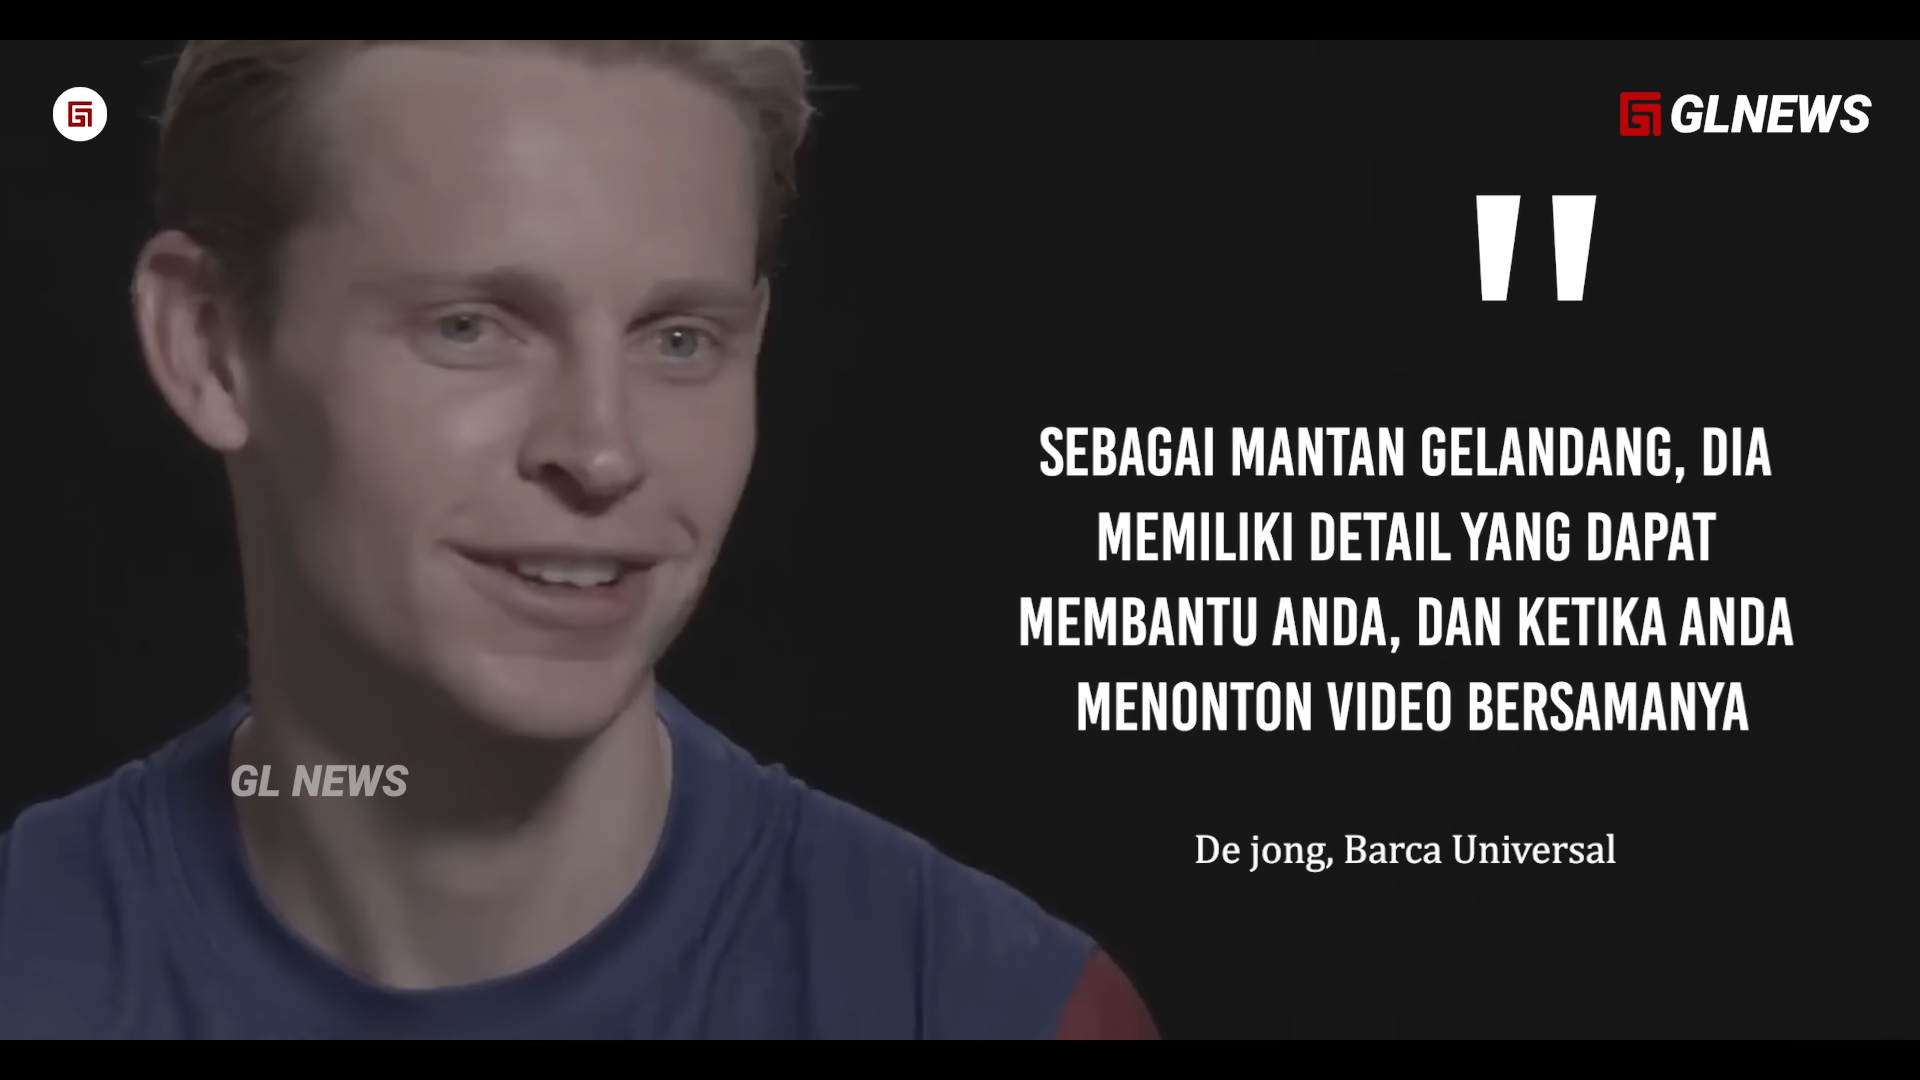 GLNEWS
"
SEBAGAI MANTAN GELANDANG, DIA
MEMILIKI DETAIL YANG DAPAT
MEMBANTU ANDA, DAN KETIKA ANDA
MENONTON VIDEO BERSAMANYA
GL NEWS
De jong, Barca Universal